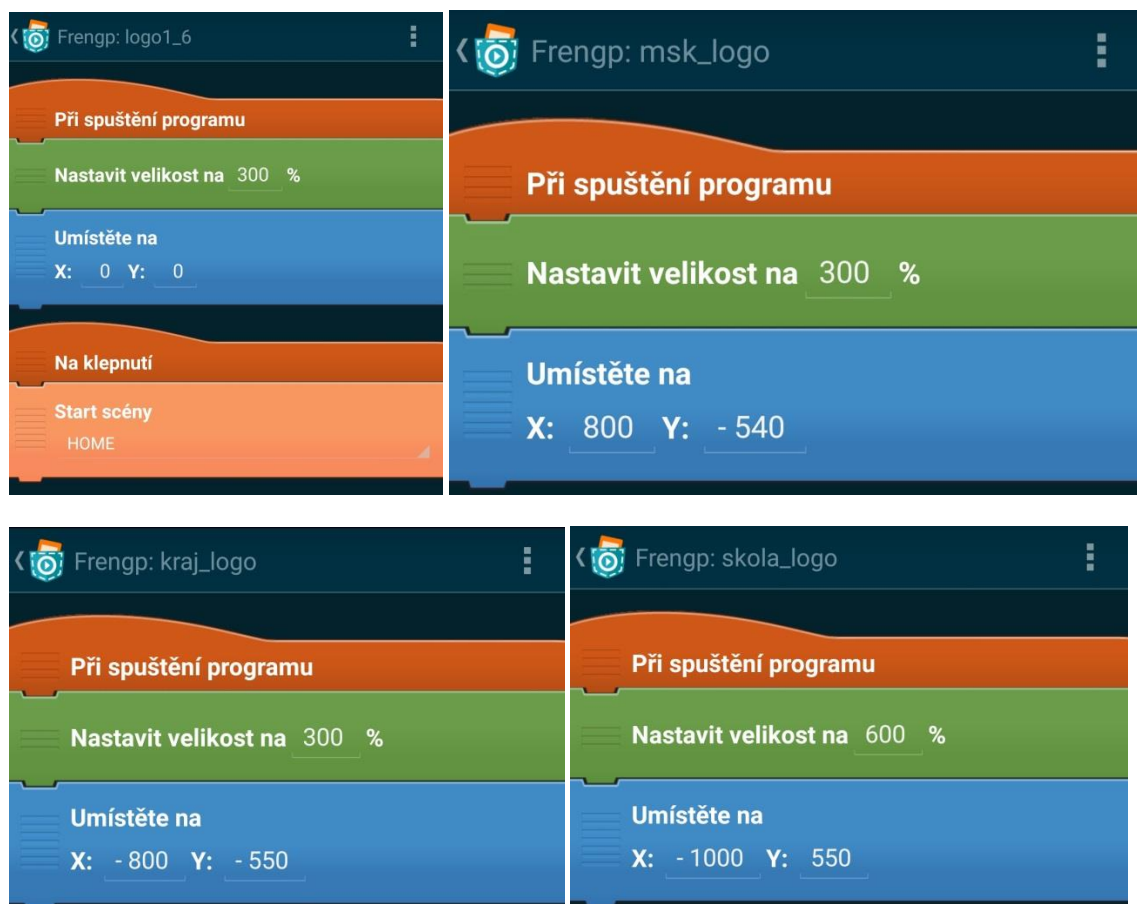 Frengp: logo1_6
Při spuštění programu
Nastavit velikost na 300 %
Umístěte na
X: 0 Y: 0
Na klepnutí
Start scény
HOME
Frengp: msk_logo
Při spuštění programu
Nastavit velikost na 300 %
Umístěte na
X: 800 Y: - 540
Frengp: kraj_logo
Při spuštění programu
Nastavit velikost na 300 %
Umístěte na
X: - 800 Y: - 550
Frengp: skola_logo
Při spuštění programu
Nastavit velikost na 600 %
Umístěte na
X: - 1000 Y: 550